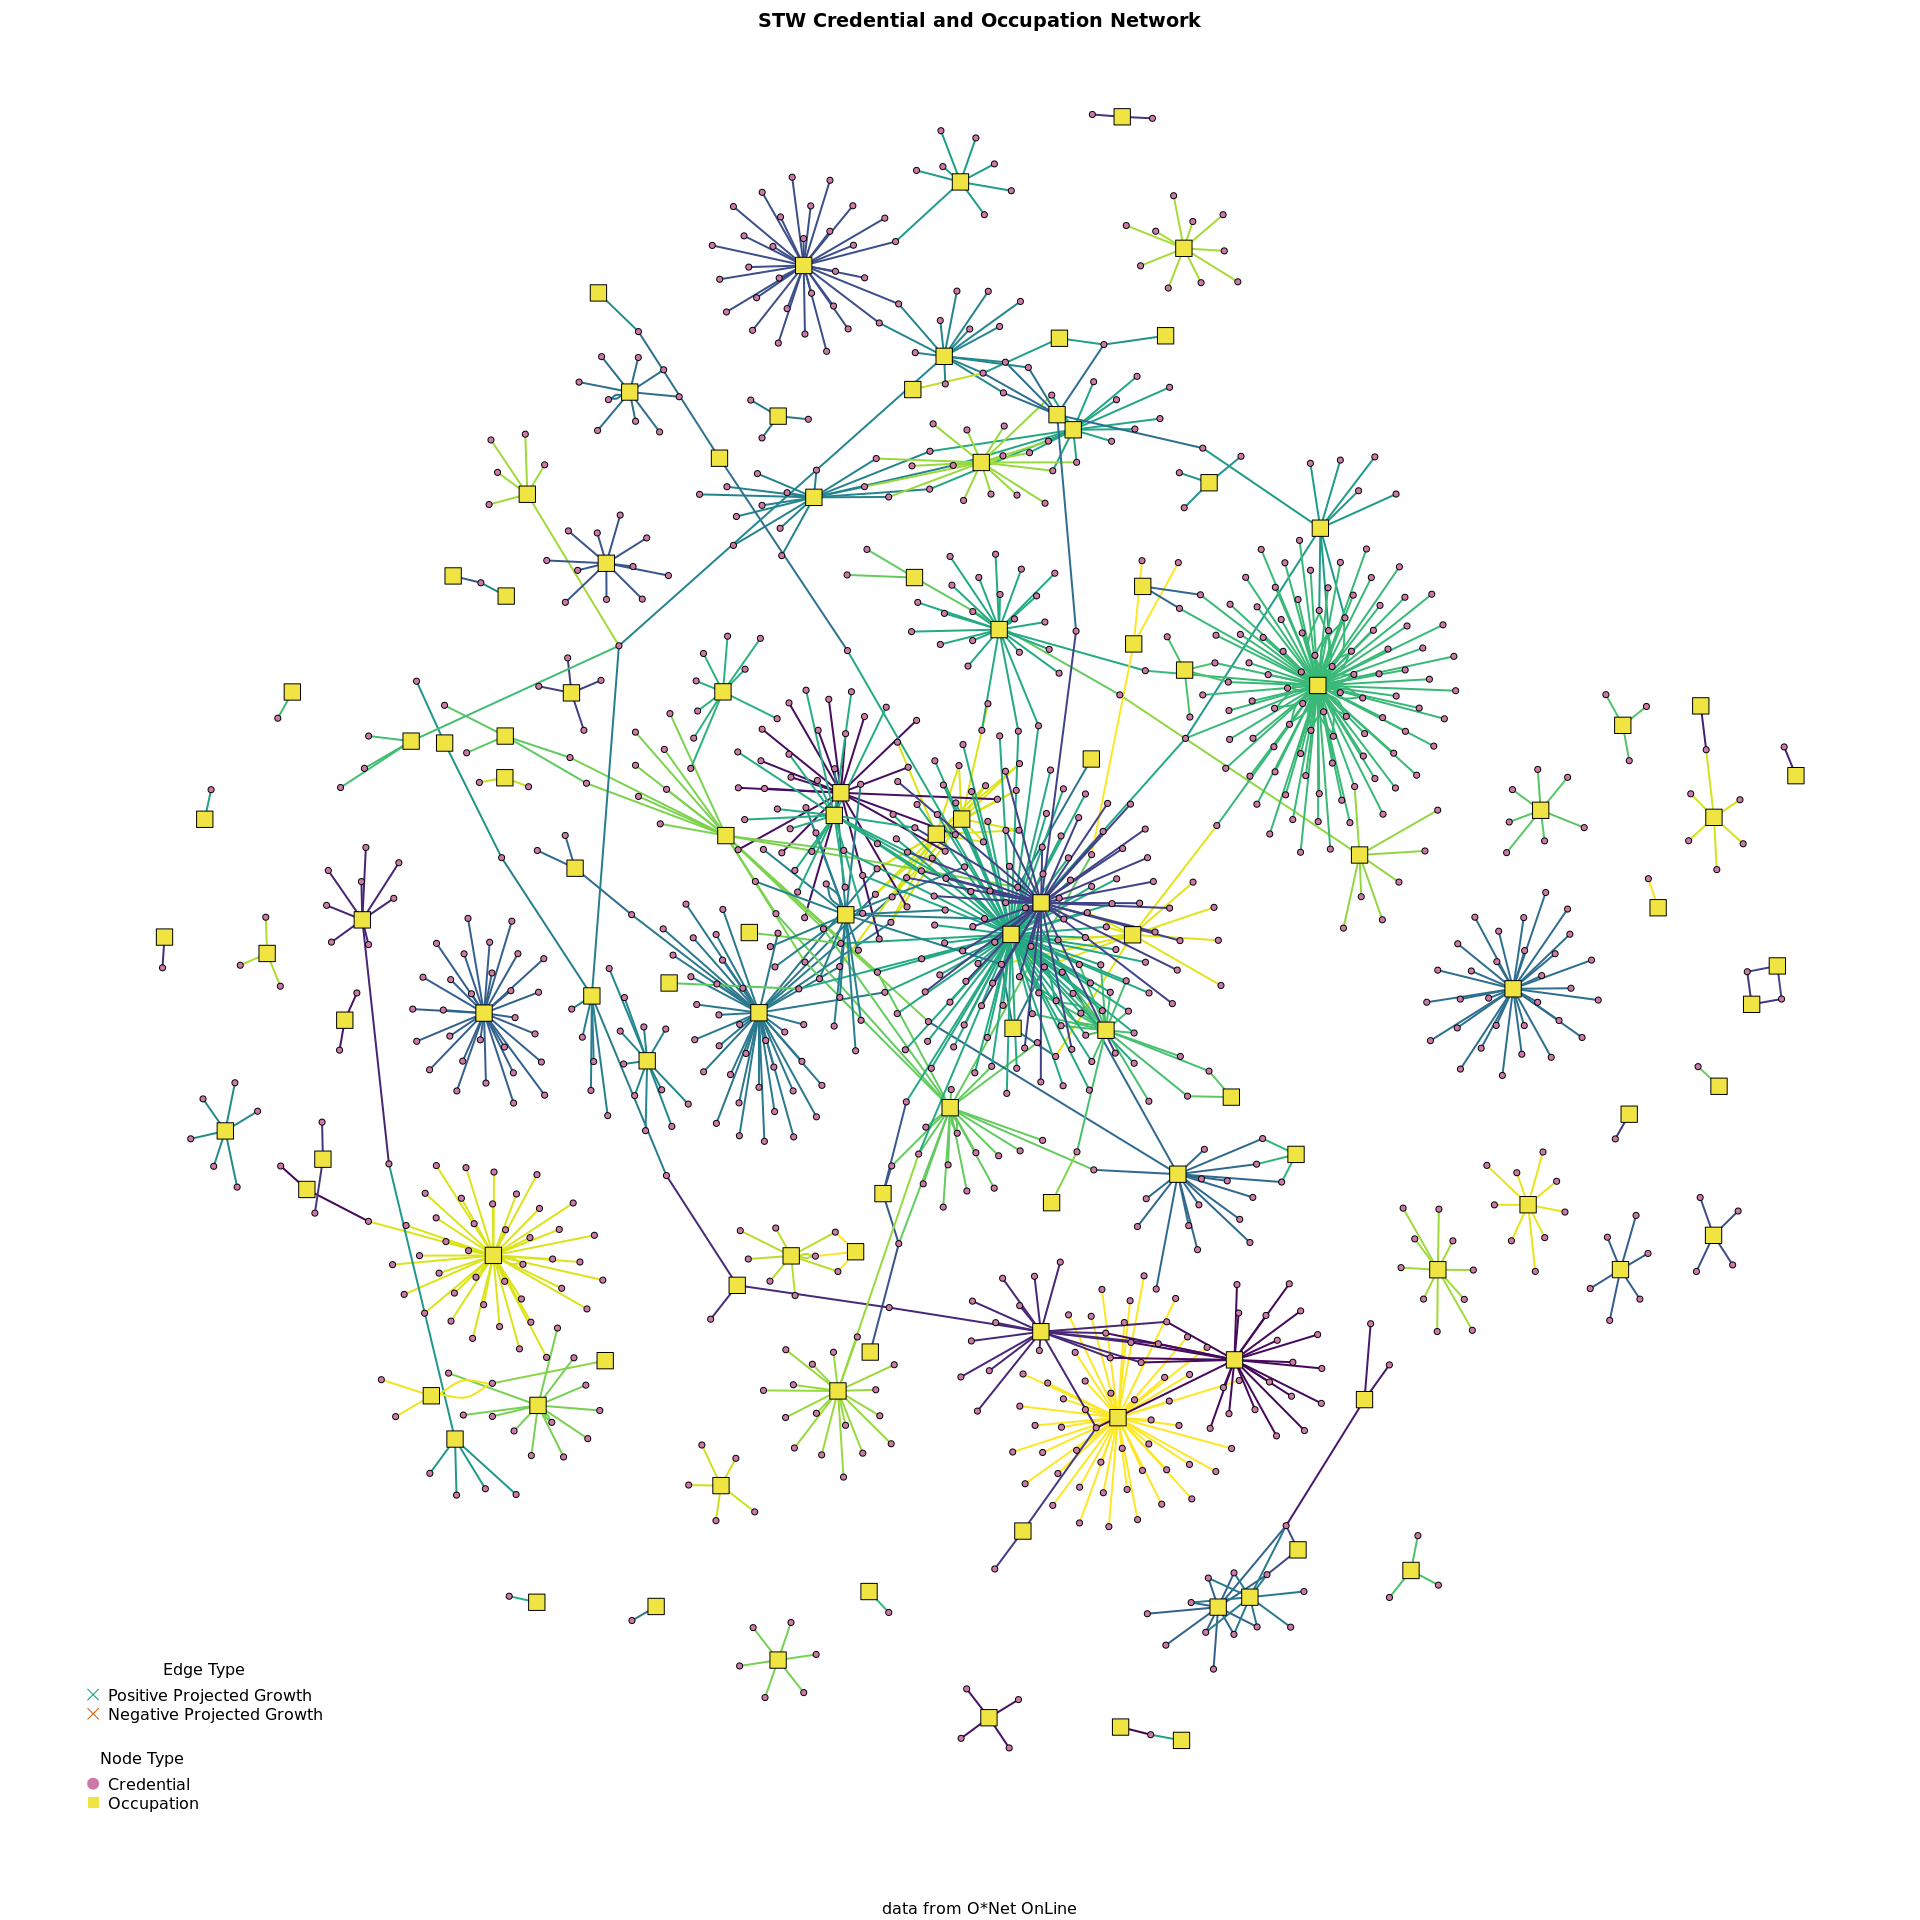 STW Credential and Occupation Network
Edge Type
Positive Projected Growth
Negative Projected Growth
Node Type
Credential
Occupation
data from O*Net OnLine